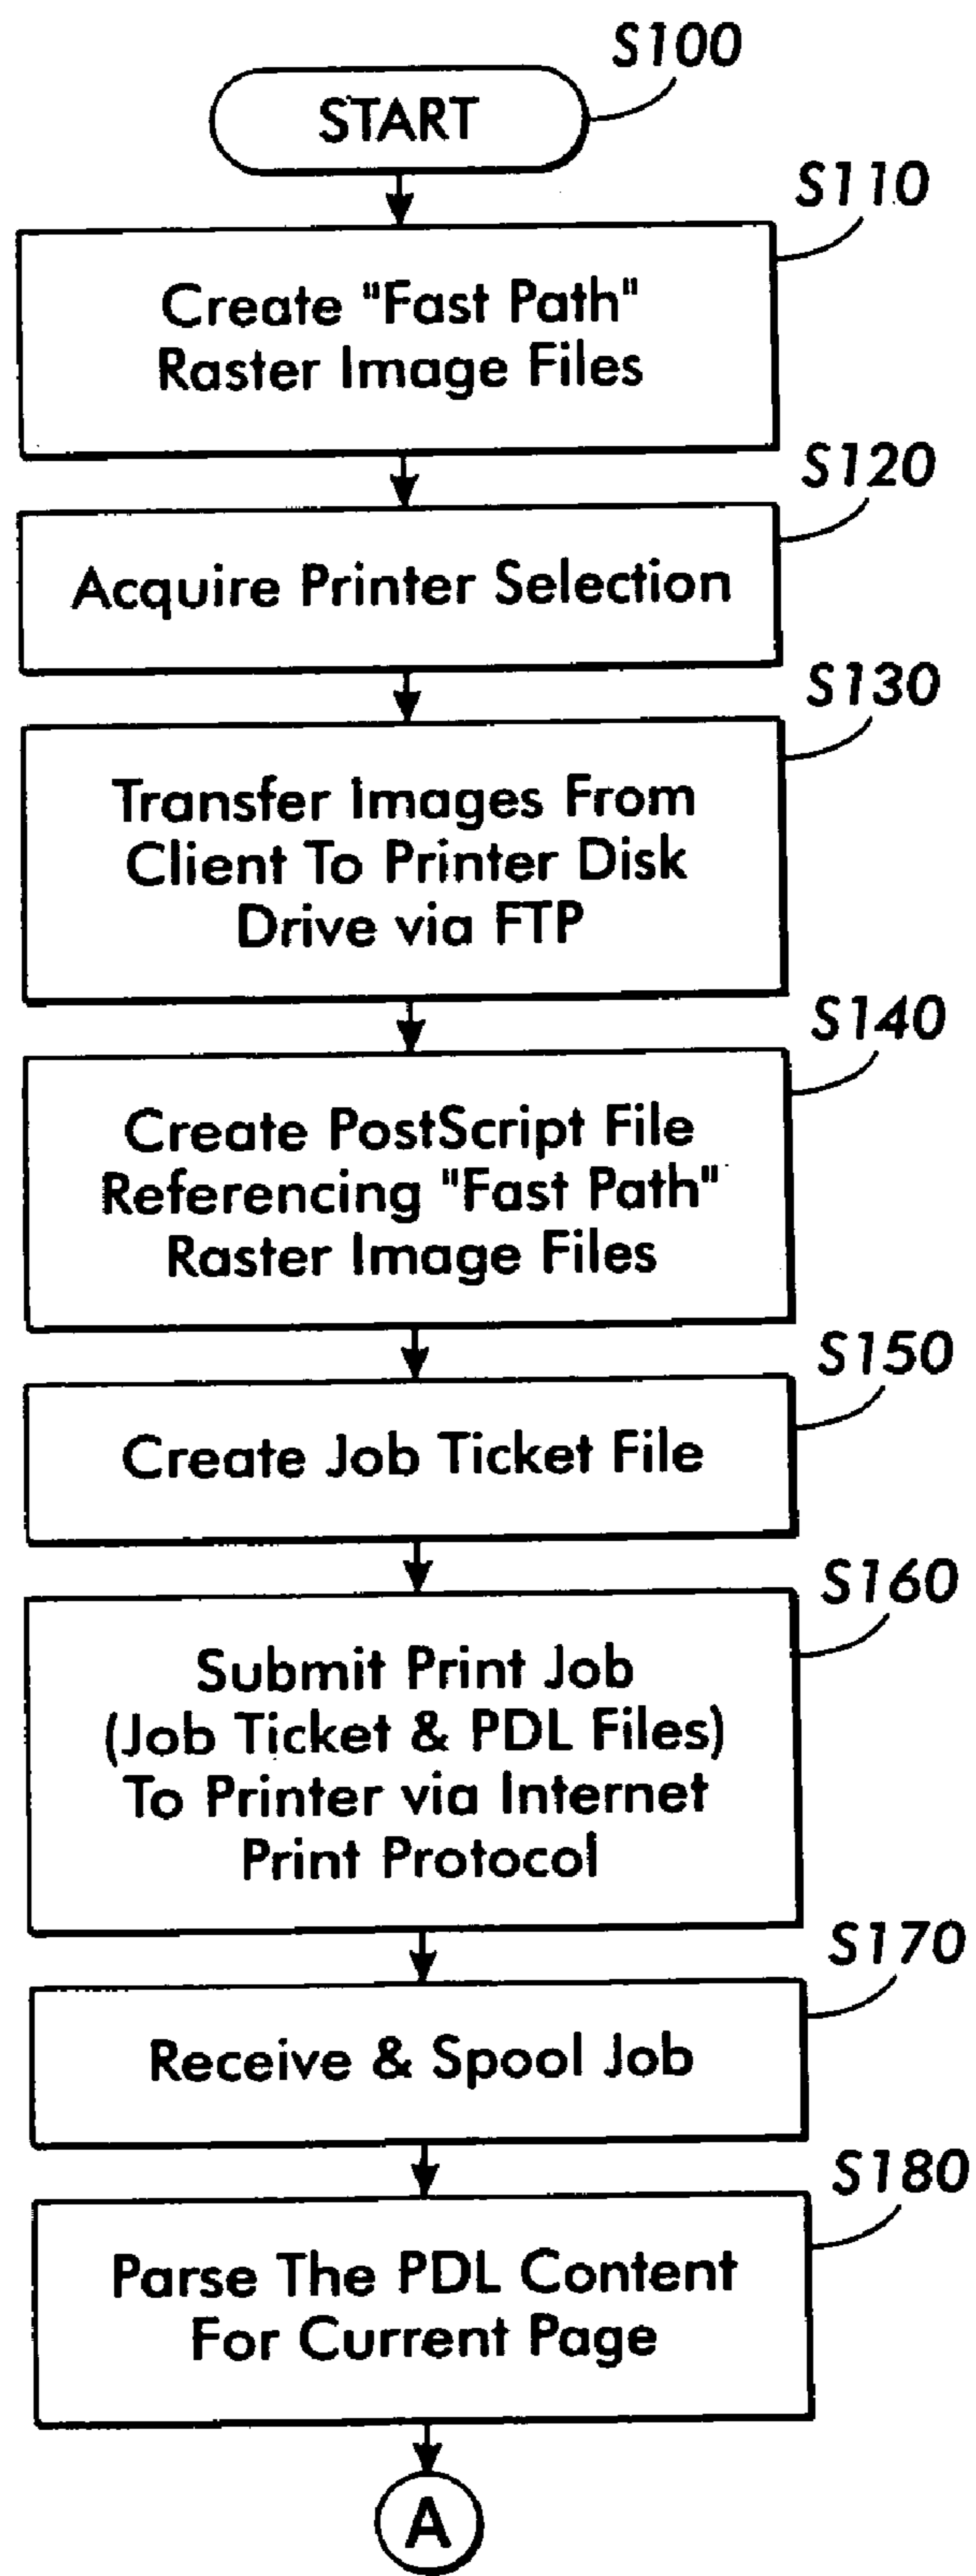 S100
START
S110
Create "Fast Path"
Raster Image Files
S120
Acquire Printer Selection
S130
Transfer Images From
Client To Printer Disk
Drive via FTP
S140
Create PostScript File
Referencing "Fast Path"
Raster Image Files
S150
Create Job Ticket File
S160
Submit Print Job
(Job Ticket & PDL Files)
To Printer via Internet
Print Protocol
S170
Receive & Spool Job
S180
Parse The PDL Content
For Current Page
A